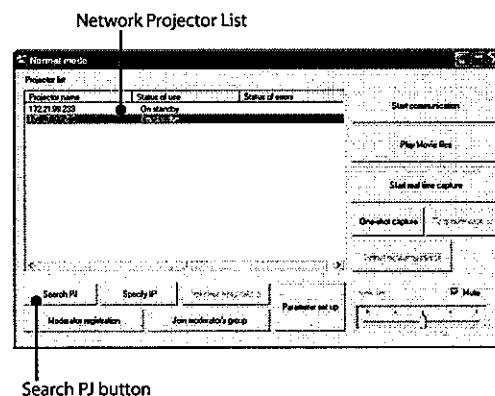 Network Projector List
Normal mode
Projector list
Projector name Status of use Status of errors
172.21.99.233 On standby
Start communication
Play Movie files
Start real time capture
One-shot capture
Search PJ Specify IP
Parameter set up
Mute
Moderator registration Join moderator's group
Search PJ button